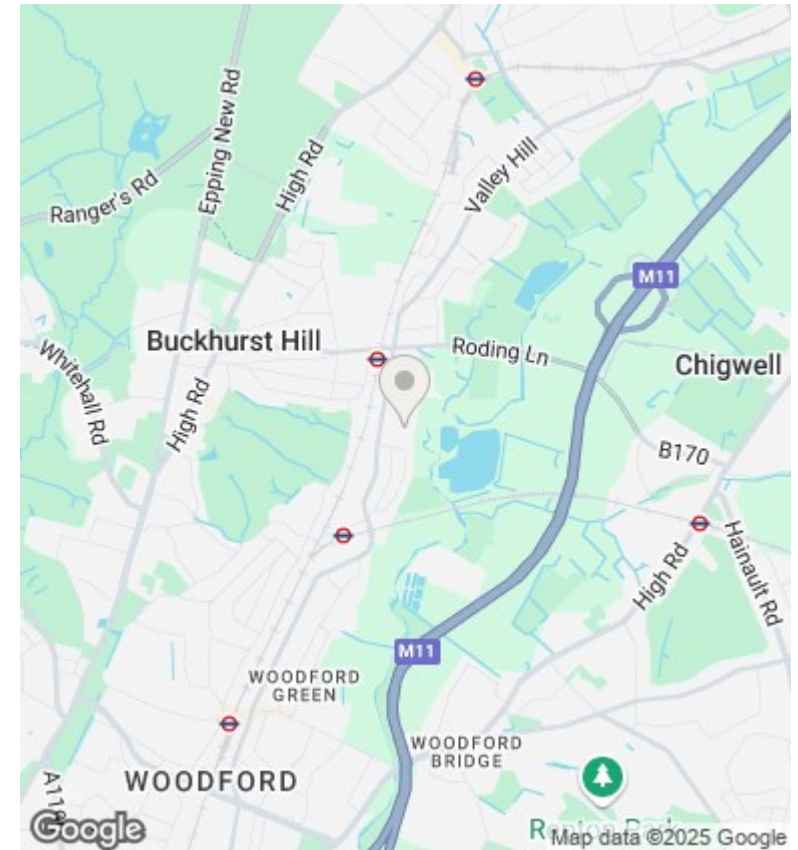 Epping New Rd
Ranger's Rd
High Rd
Valley Hill
M11
Buckhurst Hill
Roding Ln
Chigwell
Whitehall Rd
High Rd
B170
High Rd
Hainault Rd
M11
WOODFORD
GREEN
WOODFORD
BRIDGE
WOODFORD
Google
Map data ©2025 Google